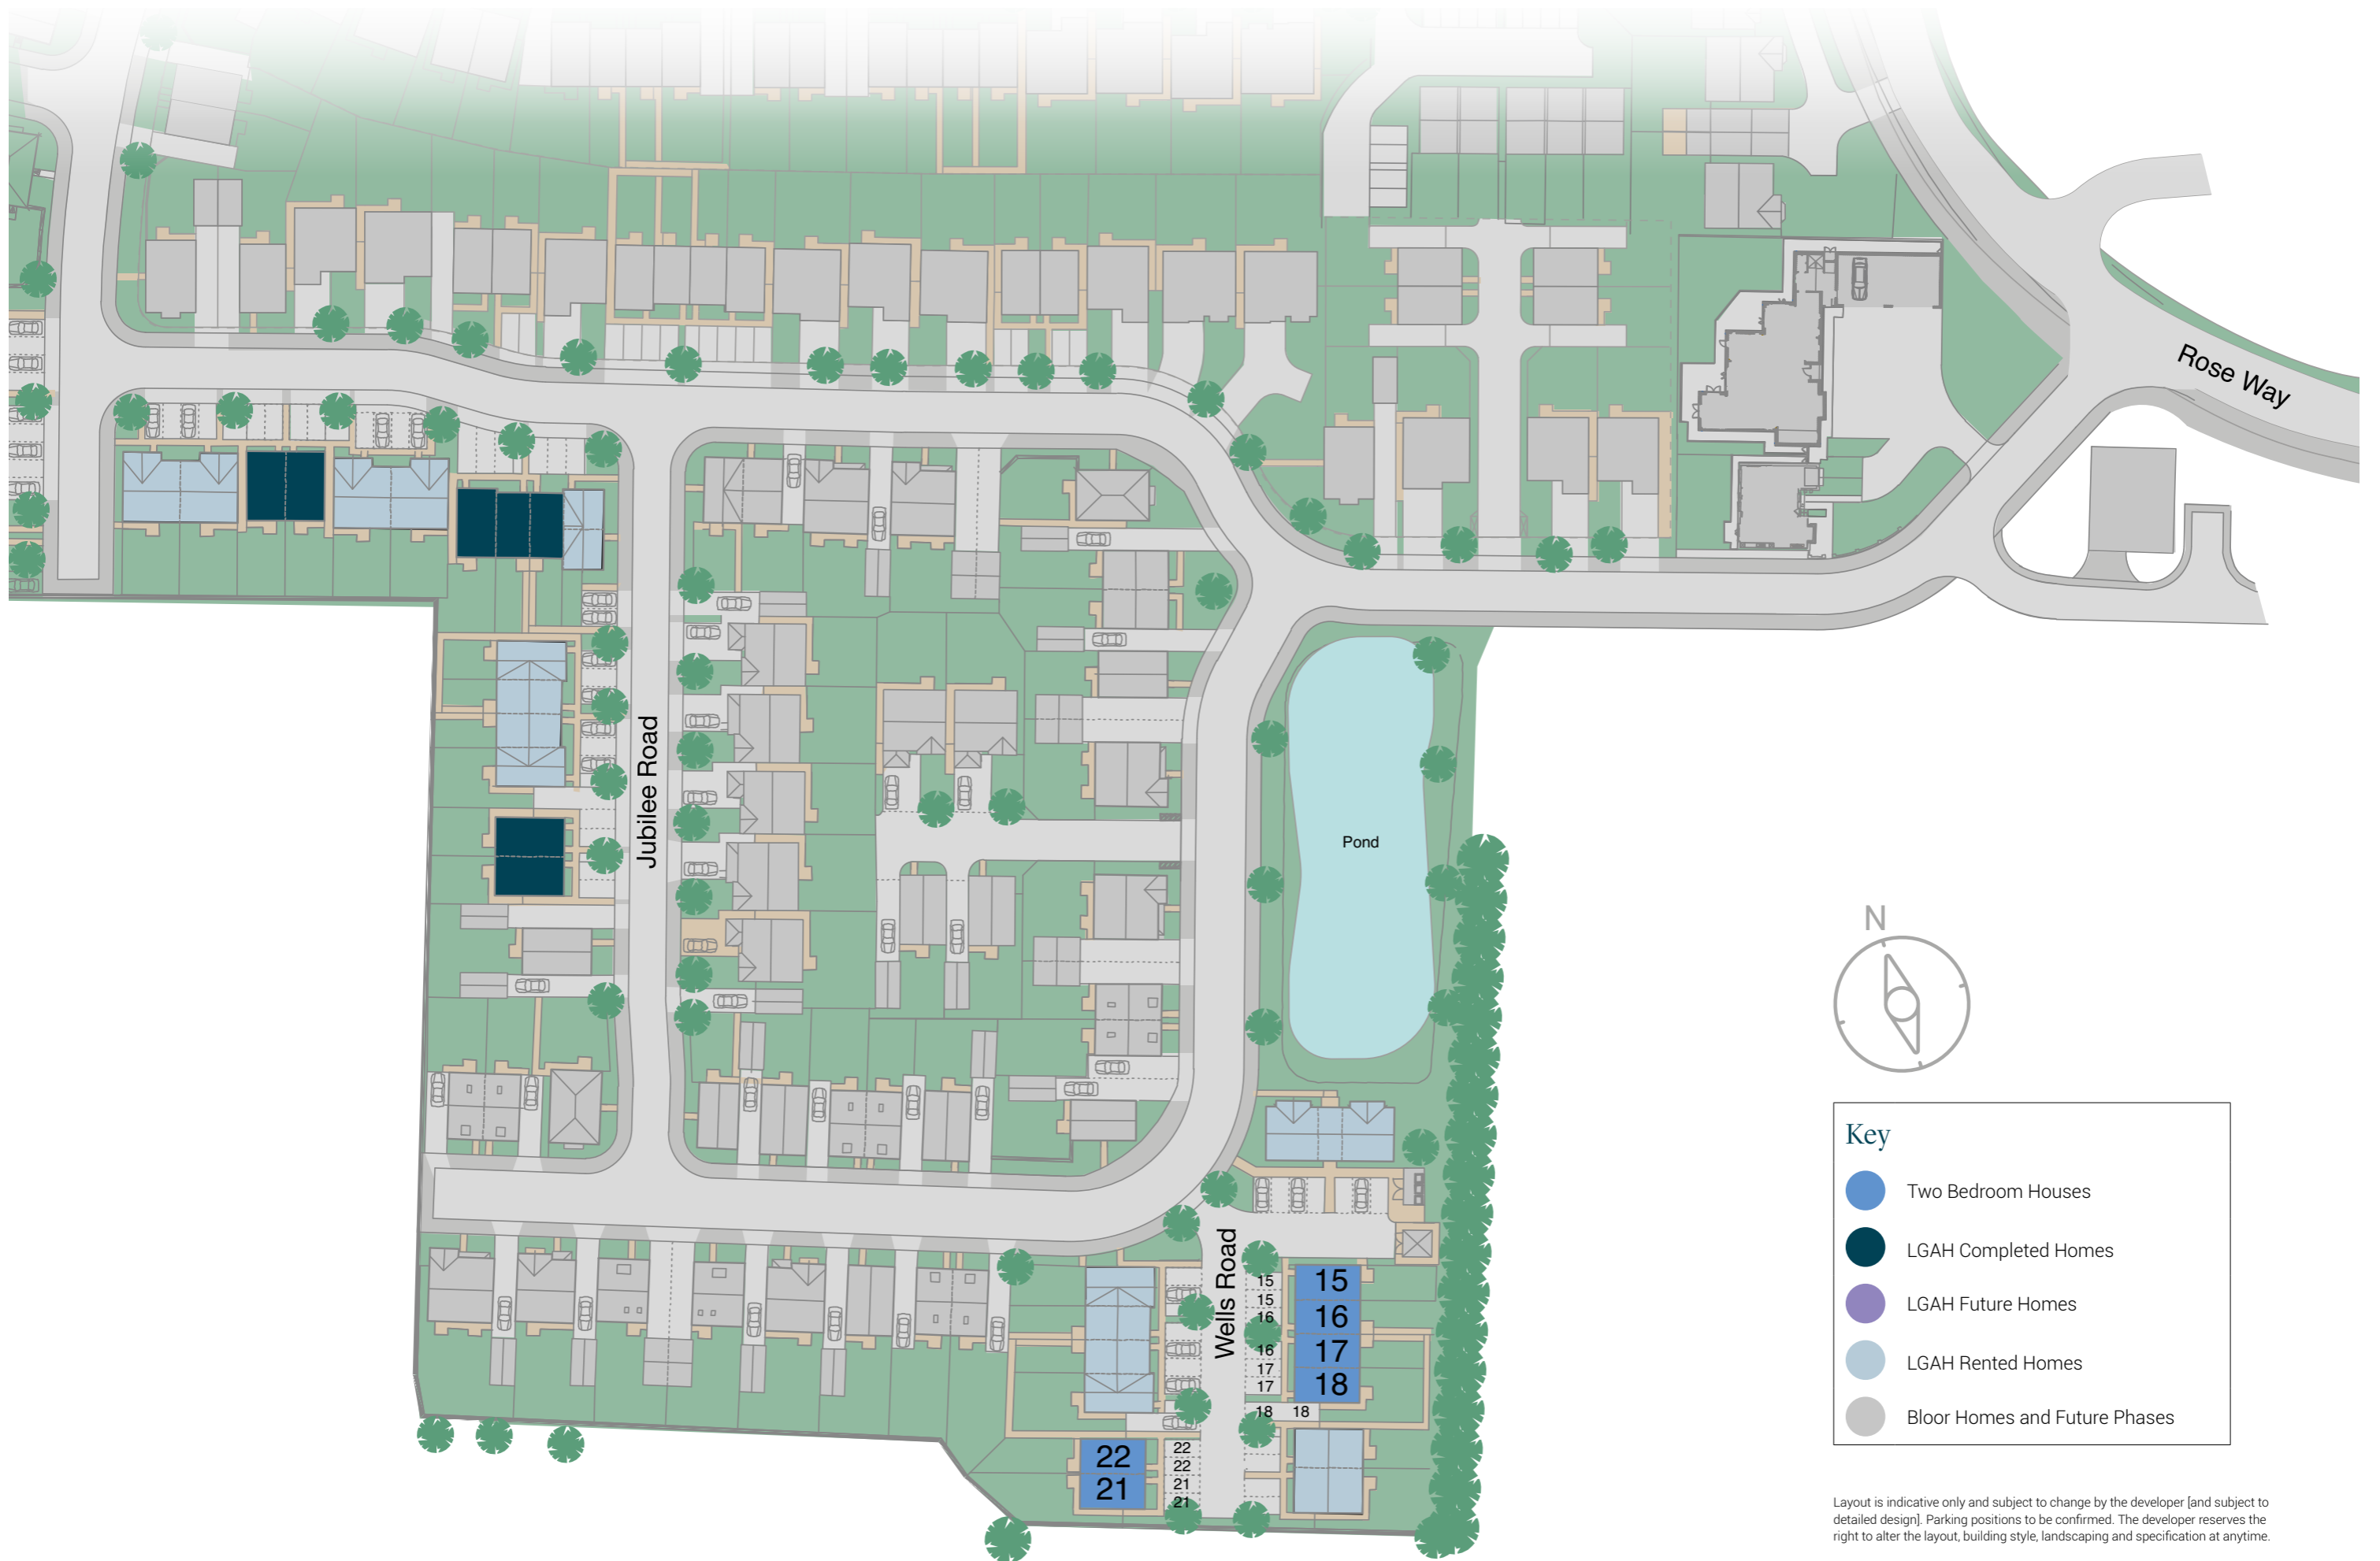 Rose Way
Jubilee Road
Pond
N
Key
Two Bedroom Houses
LGAH Completed Homes
LGAH Future Homes
LGAH Rented Homes
Bloor Homes and Future Phases
Wells Road
15
15
16
16
17
17
18 18
15
16
17
18
22
21
22
22
21
21
Layout is indicative only and subject to change by the developer [and subject to
detailed design]. Parking positions to be confirmed. The developer reserves the
right to alter the layout, building style, landscaping and specification at anytime.